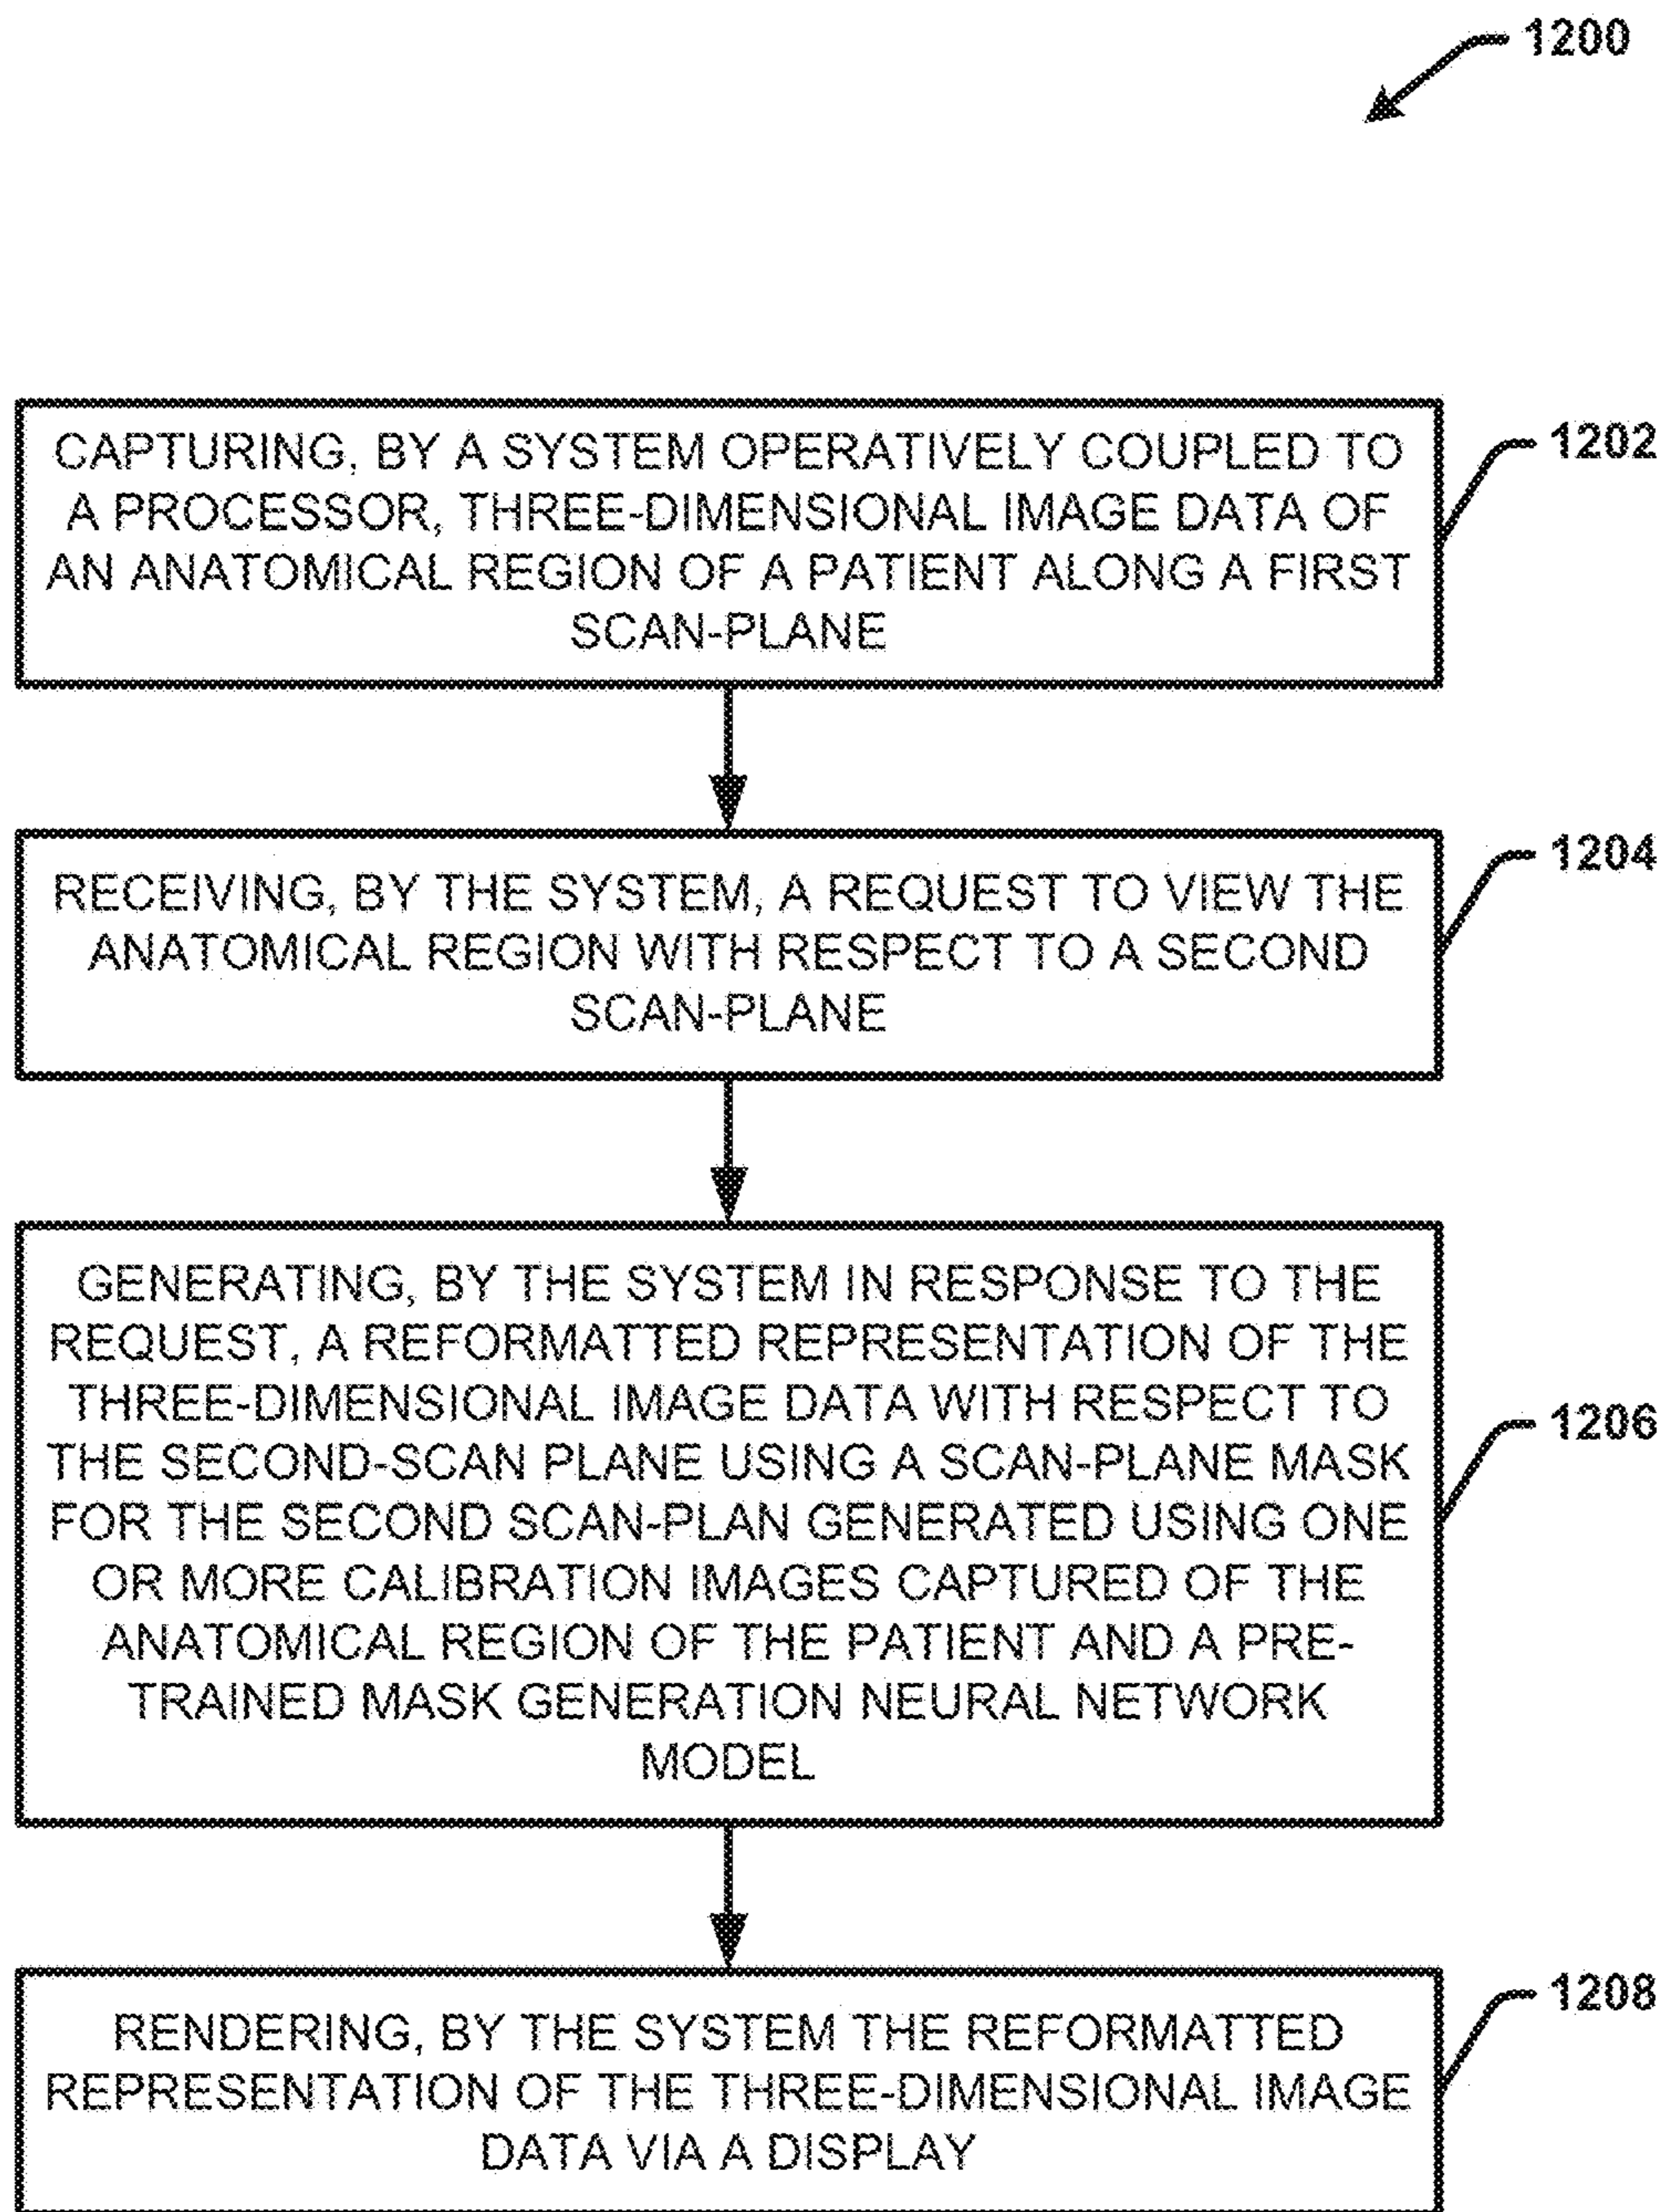 1200
CAPTURING, BY A SYSTEM OPERATIVELY COUPLED TO
A PROCESSOR, THREE-DIMENSIONAL IMAGE DATA OF
AN ANATOMICAL REGION OF A PATIENT ALONG A FIRST
SCAN-PLANE
1202
RECEIVING, BY THE SYSTEM, A REQUEST TO VIEW THE
ANATOMICAL REGION WITH RESPECT TO A SECOND
SCAN-PLANE
1204
GENERATING, BY THE SYSTEM IN RESPONSE TO THE
REQUEST, A REFORMATTED REPRESENTATION OF THE
THREE-DIMENSIONAL IMAGE DATA WITH RESPECT TO
THE SECOND-SCAN PLANE USING A SCAN-PLANE MASK
FOR THE SECOND SCAN-PLAN GENERATED USING ONE
OR MORE CALIBRATION IMAGES CAPTURED OF THE
ANATOMICAL REGION OF THE PATIENT AND A PRE-
TRAINED MASK GENERATION NEURAL NETWORK
MODEL
1206
RENDERING, BY THE SYSTEM THE REFORMATTED
REPRESENTATION OF THE THREE-DIMENSIONAL IMAGE
DATA VIA A DISPLAY
1208